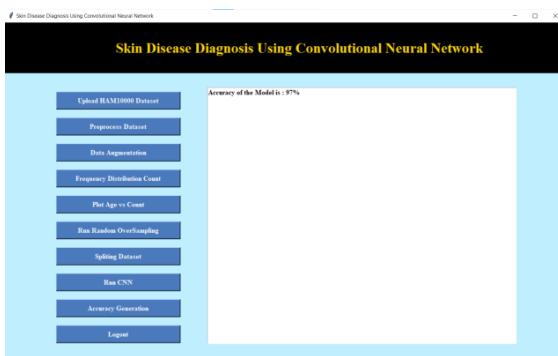 Skin Disease Diagnosis Using Convolutional Neural Network
Skin Disease Diagnosis Using Convolutional Neural Network
Accuracy of the Model is : 97%
Upload HAM10000 Dataset
Preprocess Dataset
Data Augmentation
Frequency Distribution Count
Plot Age vs Count
Run Random OverSampling
Spliting Dataset
Run CNN
Accuracy Generation
Logout